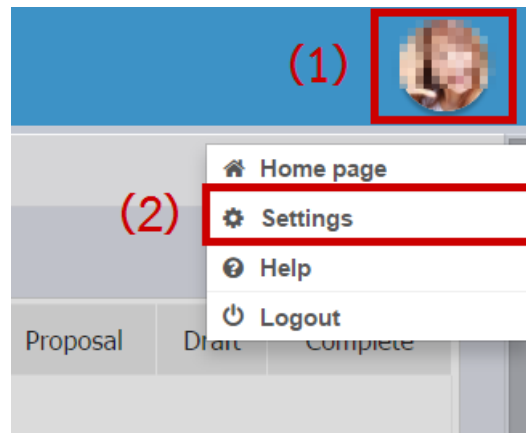 (1)
Home page
(2)
Settings
Help
Logout
Proposal Draft Complete